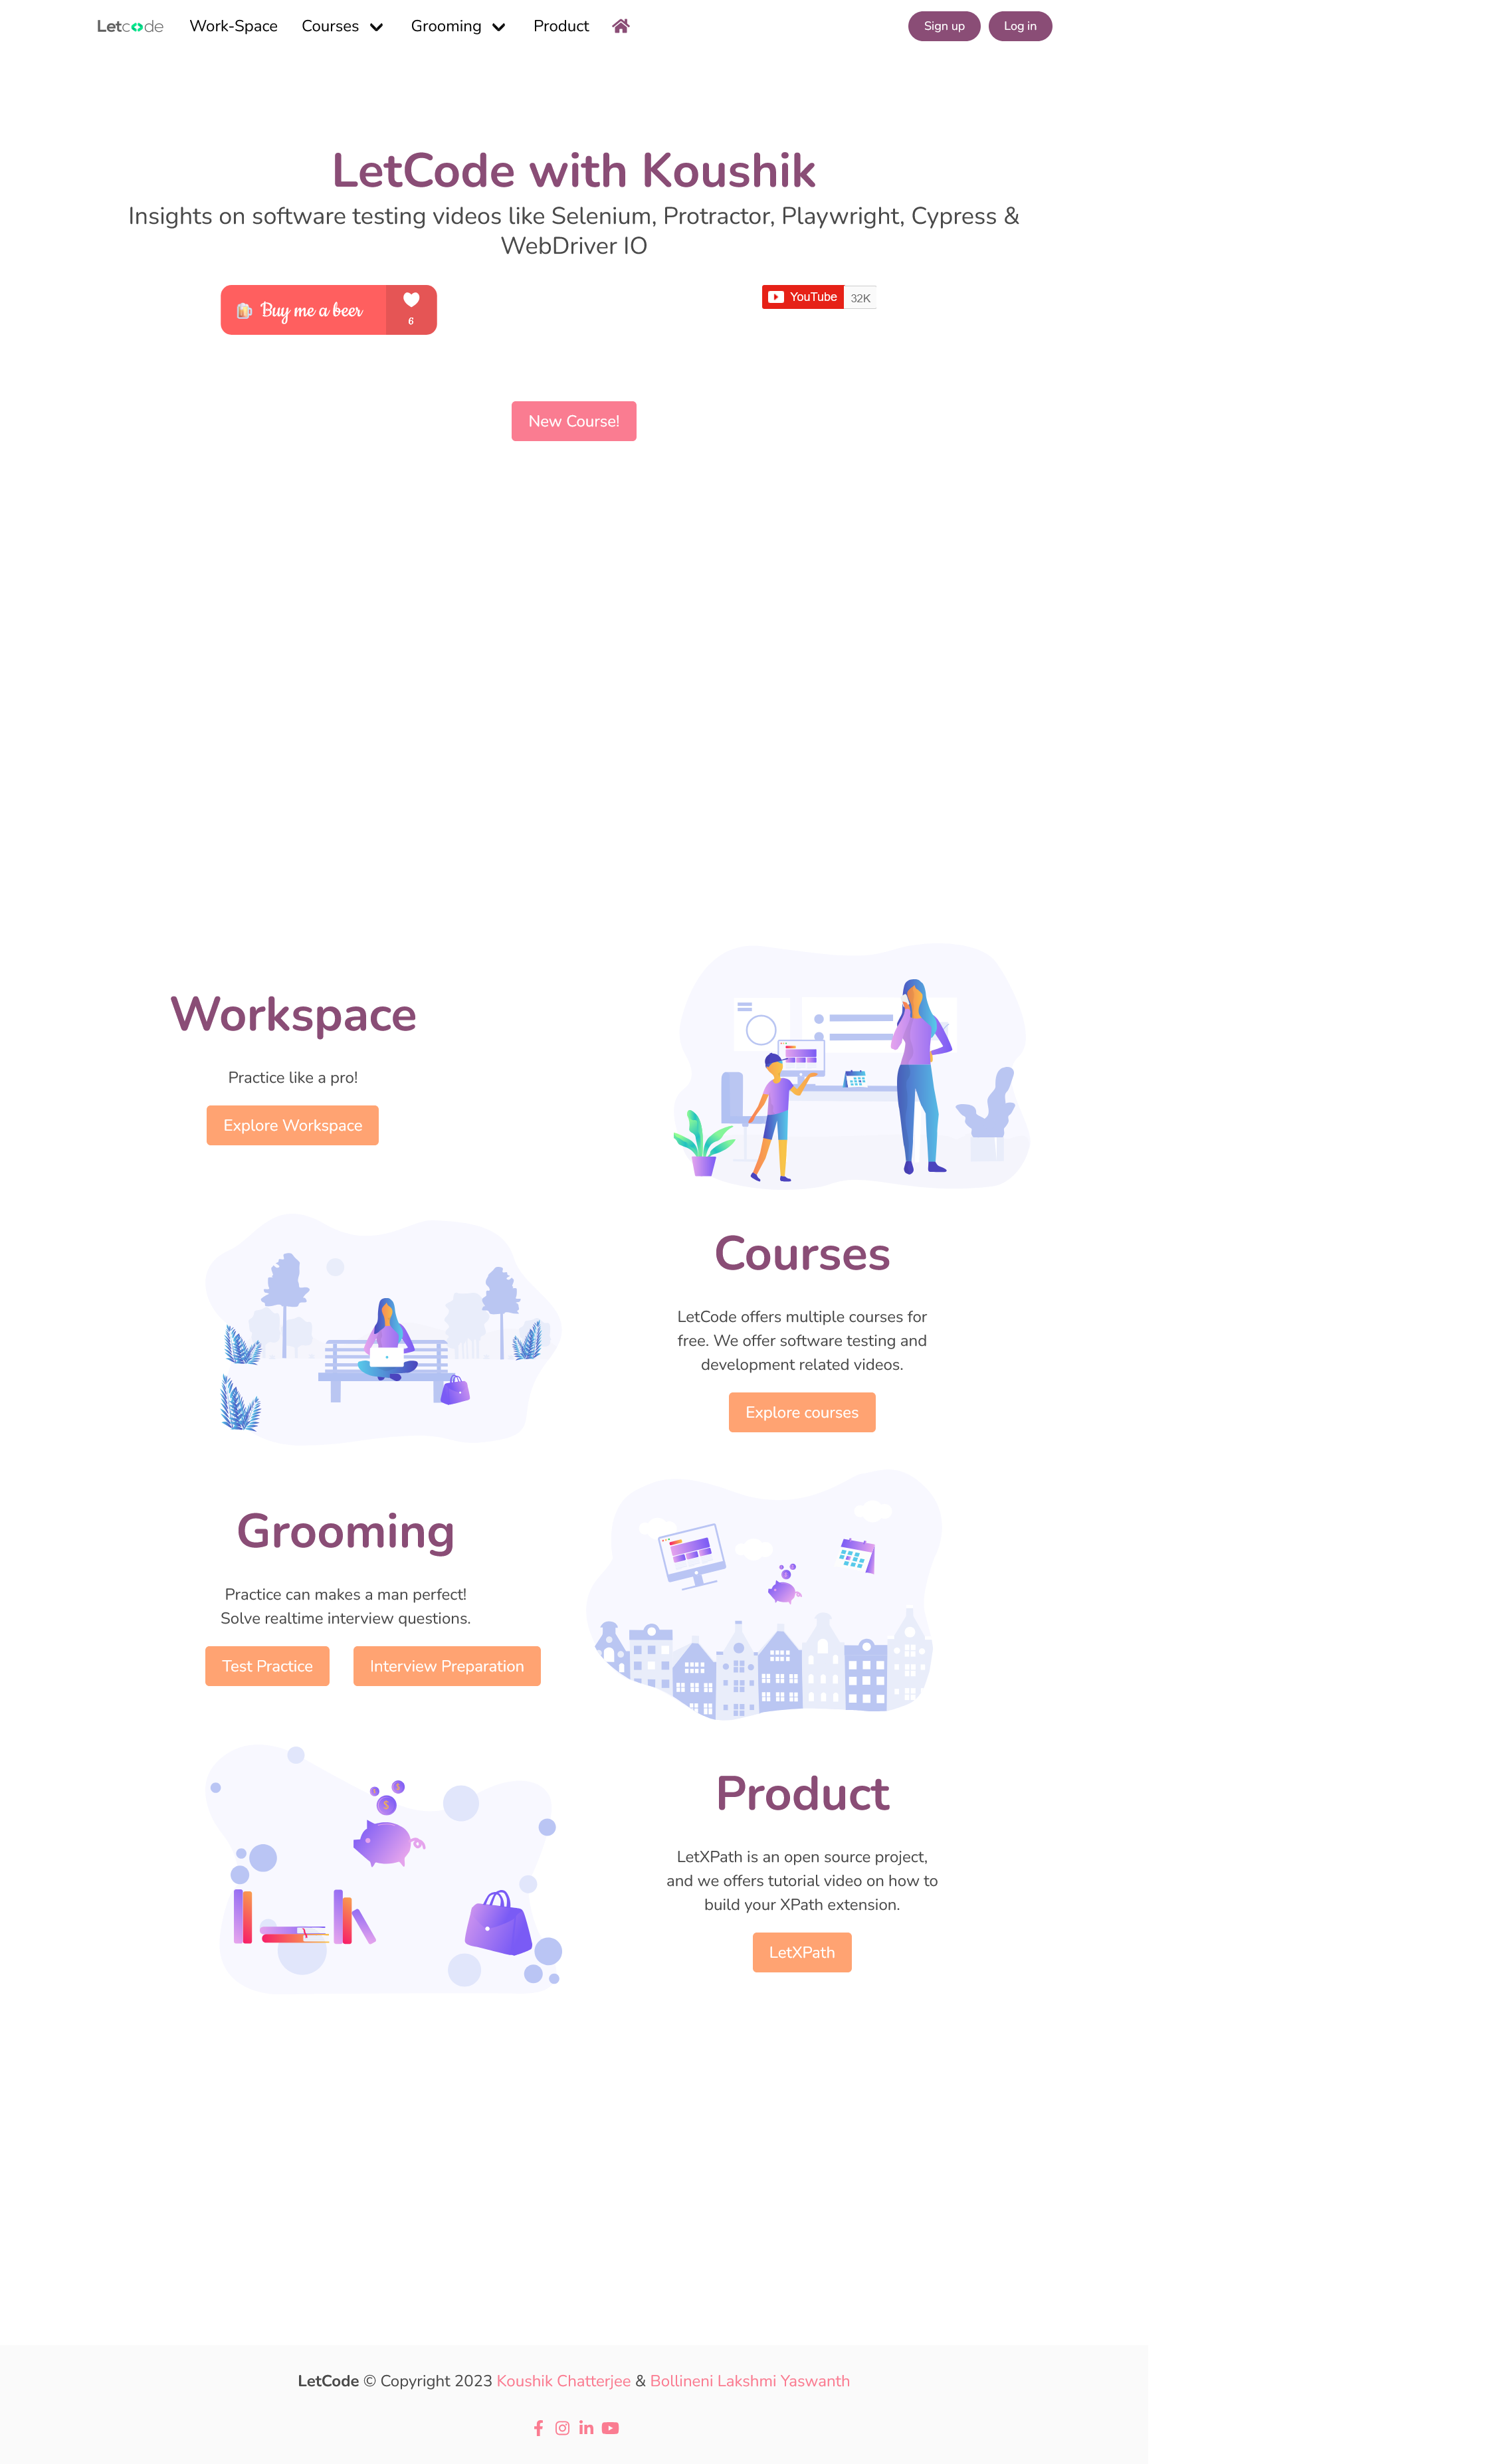 Letcode
Work-Space
Courses
Grooming
Product
Sign up
Log in
LetCode with Koushik
Insights on software testing videos like Selenium, Protractor, Playwright, Cypress &
WebDriver IO
Buy me a beer
6
YouTube
32K
New Course!
Workspace
Practice like a pro!
Explore Workspace
Courses
LetCode offers multiple courses for
free. We offer software testing and
development related videos.
Explore courses
Grooming
Practice can makes a man perfect!
Solve realtime interview questions.
Test Practice
Interview Preparation
Product
LetXPath is an open source project,
and we offers tutorial video on how to
build your XPath extension.
LetXPath
LetCode © Copyright 2023 Koushik Chatterjee & Bollineni Lakshmi Yaswanth